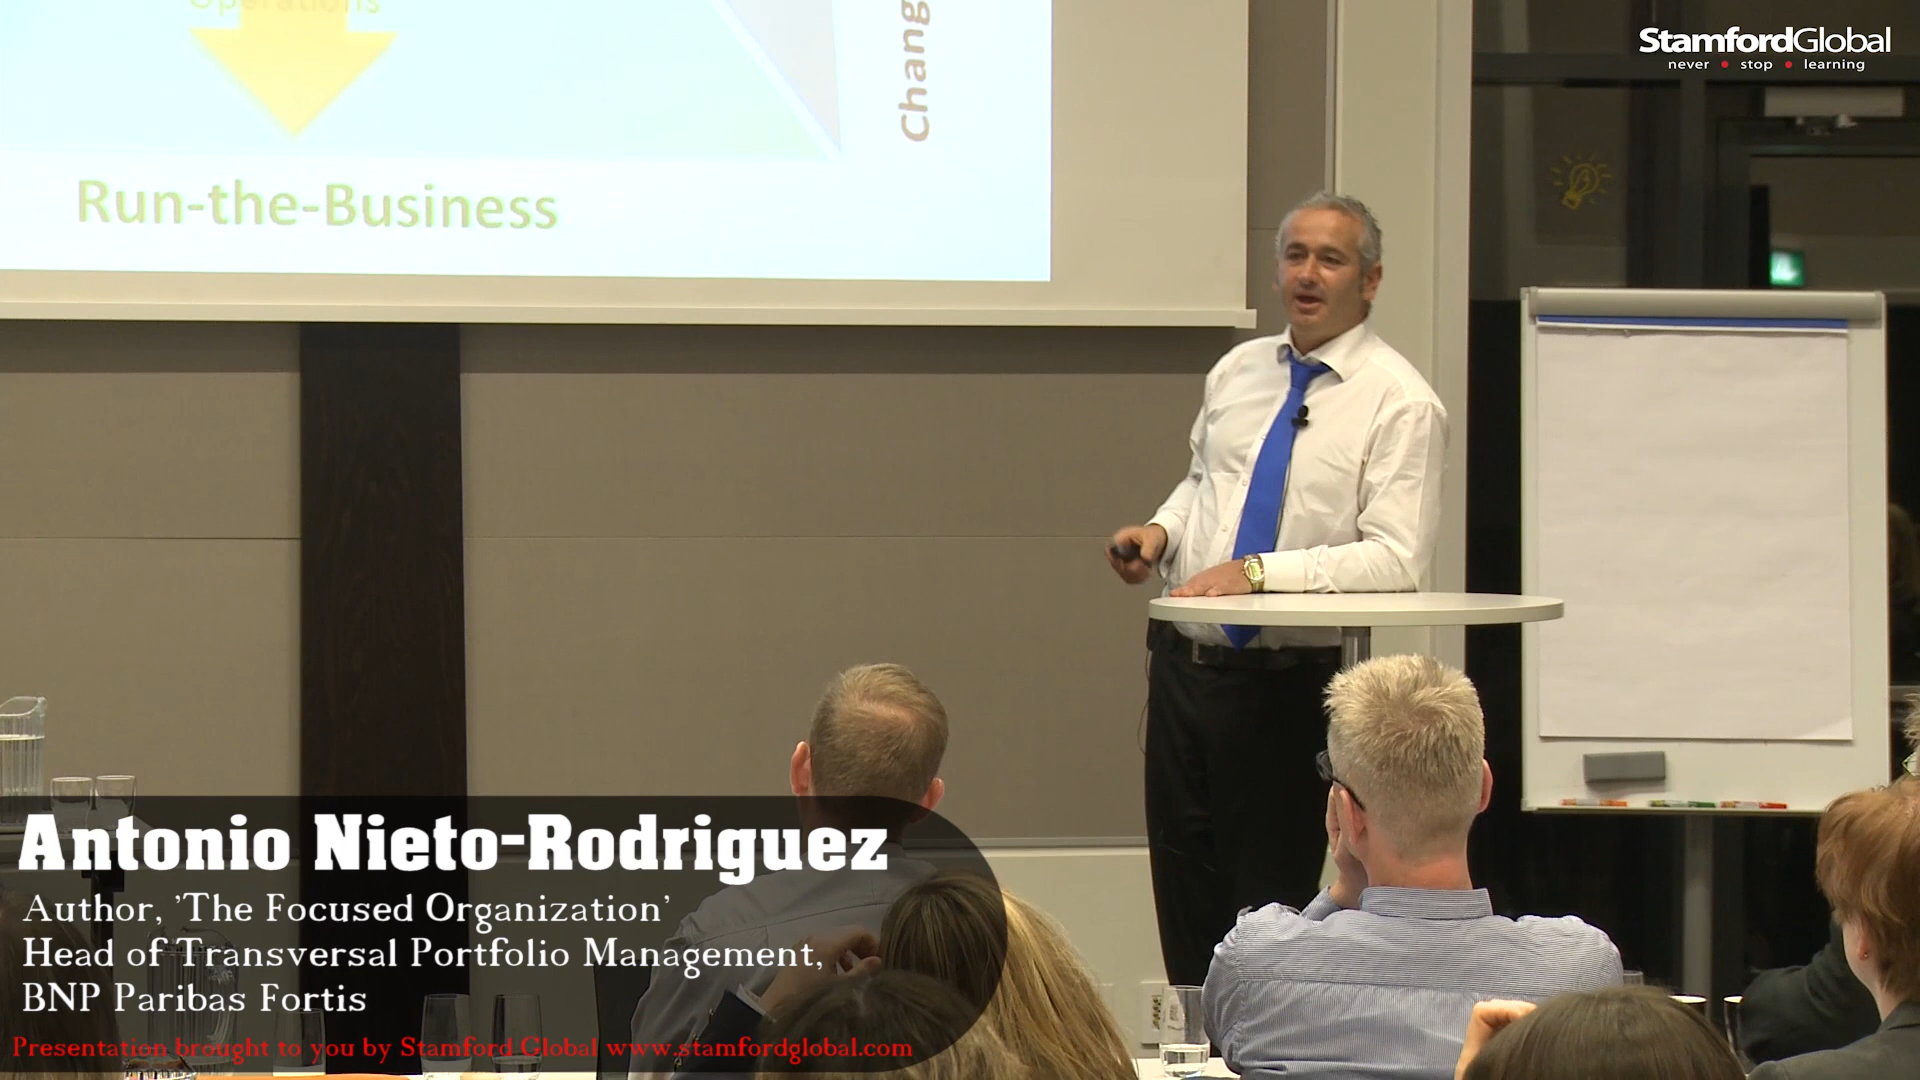 Operations
Chang
Run-the-Business
StamfordGlobal
never • stop • learning
Antonio Nieto-Rodriguez
Author, 'The Focused Organization'
Head of Transversal Portfolio Management,
BNP Paribas Fortis
Presentation brought to you by Stamford Global www.stamfordglobal.com